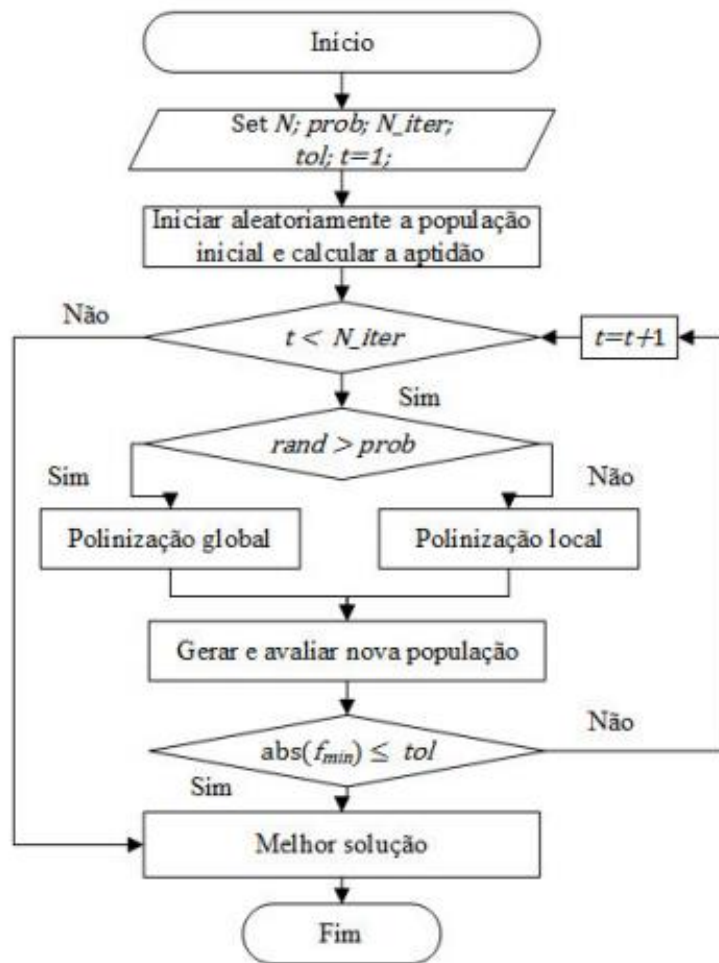 Início
Set N; prob; N_iter;
tol; t=1;
Iniciar aleatoriamente a população
inicial e calcular a aptidão
Não
t < N_iter
t=t+1
Sim
rand > prob
Sim
Não
Polinização global
Polinização local
Gerar e avaliar nova população
Não
abs(fmin) ≤ tol
Sim
Melhor solução
Fim